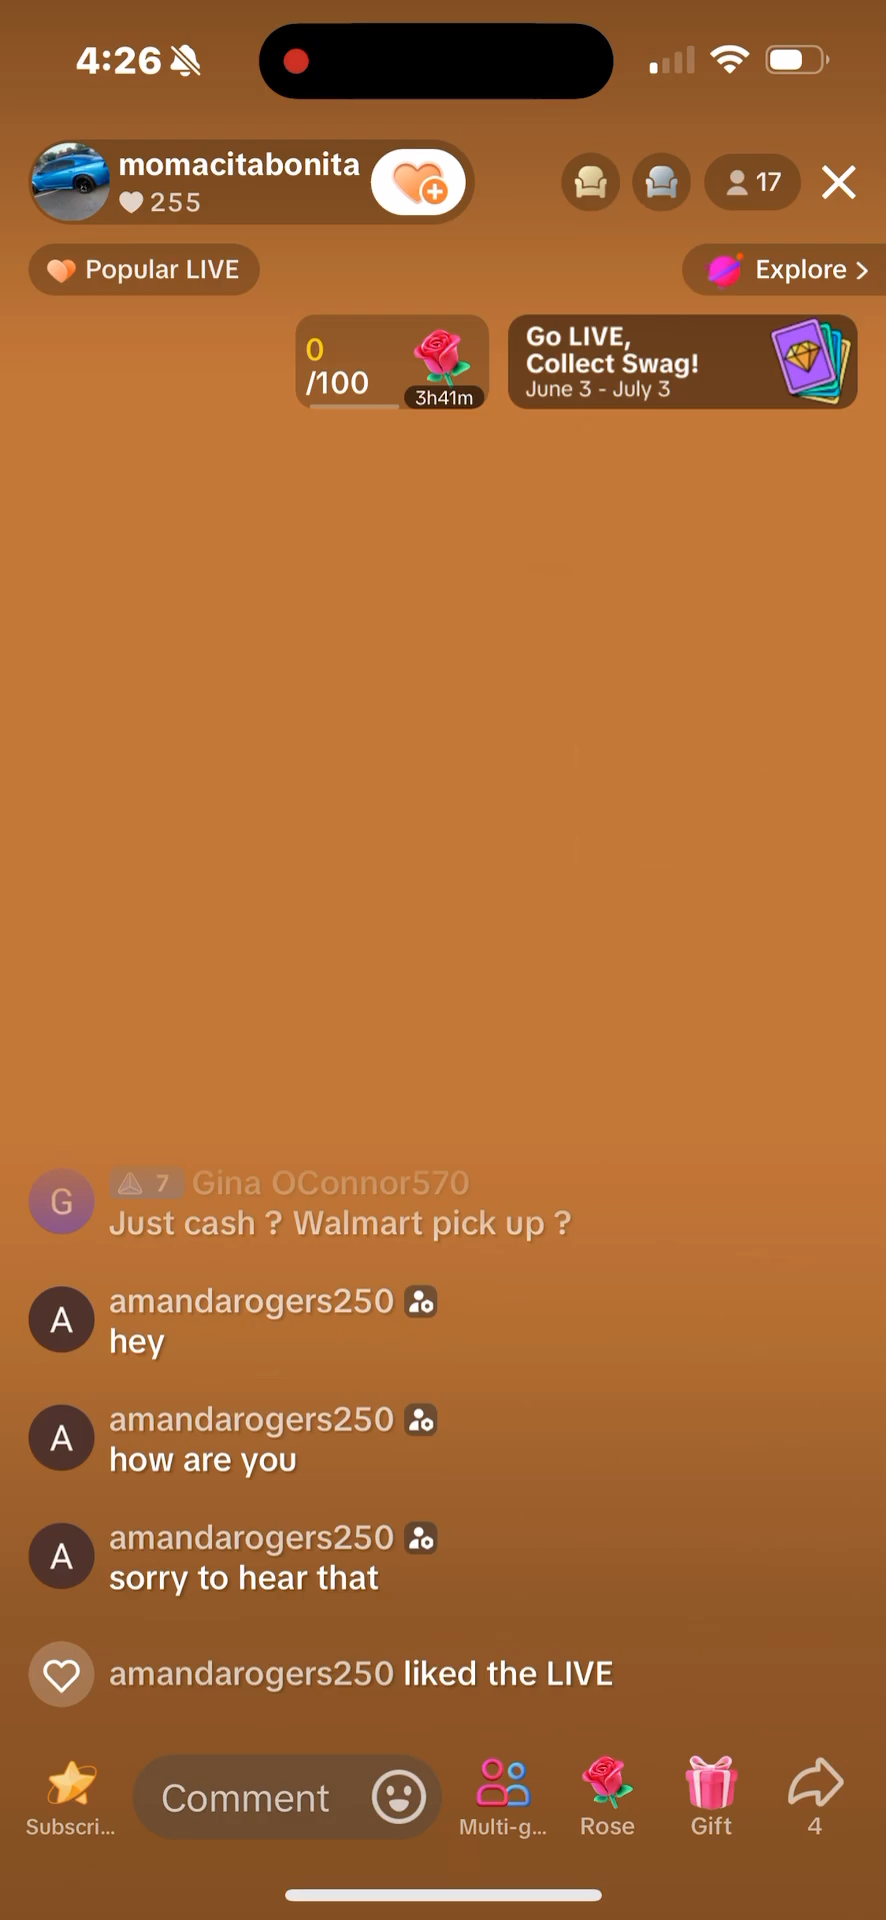 4:26
momacitabonita
255
17
Popular LIVE
Explore >
0
/100
3h41m
Go LIVE,
Collect Swag!
June 3 - July 3
G
7 Gina OConnor570
Just cash ? Walmart pick up ?
A
amandarogers250
hey
A
amandarogers250
how are you
A
amandarogers250
sorry to hear that
amandarogers250 liked the LIVE
Subscri...
Comment
Multi-g...
Rose
Gift
4